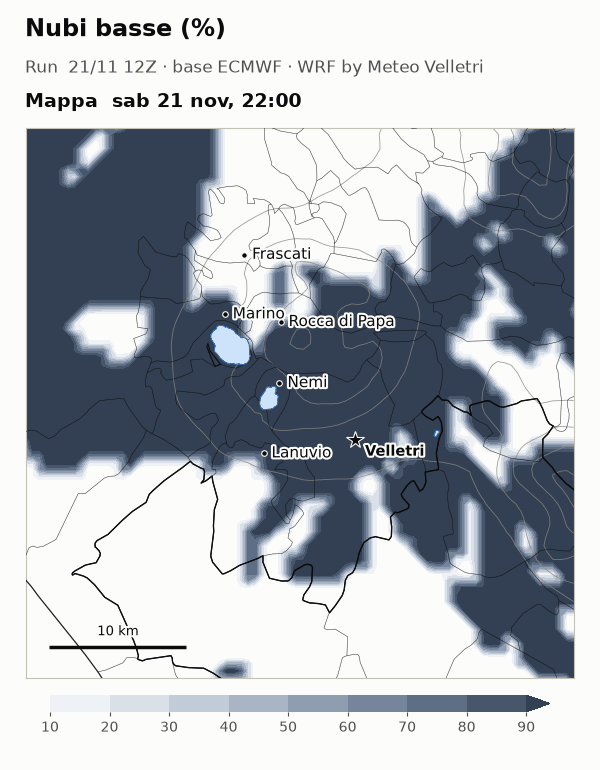 Nubi basse (%)
Run  21/11 12Z · base ECMWF · WRF by Meteo Velletri
Mappa  sab 21 nov, 22:00
Frascati
Marino
Rocca di Papa
Nemi
Velletri
Lanuvio
10 km
10 20 30 40 50 60 70 80 90